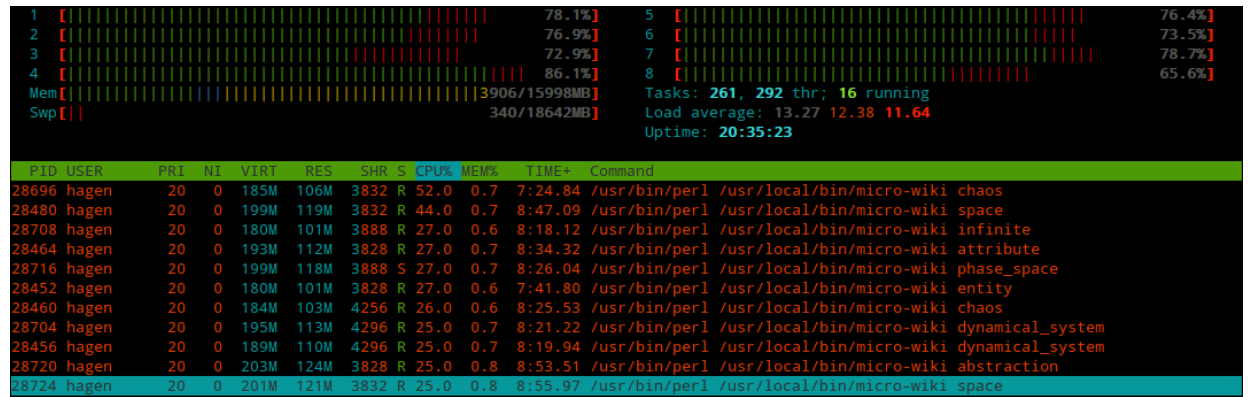 1 [ 78.1%] 5 [ 76.4%]
2 [ 76.9%] 6 [ 73.5%]
3 [ 72.9%] 7 [ 78.7%]
4 [ 86.1%] 8 [ 65.6%]
Mem[ 3906/15998MB] Tasks: 261, 292 thr; 16 running
Swp[ 340/18642MB] Load average: 13.27 12.38 11.64
Uptime: 20:35:23
PID USER PRI NI VIRT RES SHR S CPU% MEM% TIME+ Command
28696 hagen 20 0 185M 106M 3832 R 52.0 0.7 7:24.84 /usr/bin/perl /usr/local/bin/micro-wiki chaos
28480 hagen 20 0 199M 119M 3832 R 44.0 0.7 8:47.09 /usr/bin/perl /usr/local/bin/micro-wiki space
28708 hagen 20 0 180M 101M 3888 R 27.0 0.6 8:18.12 /usr/bin/perl /usr/local/bin/micro-wiki infinite
28464 hagen 20 0 193M 112M 3828 R 27.0 0.7 8:34.32 /usr/bin/perl /usr/local/bin/micro-wiki attribute
28716 hagen 20 0 199M 118M 3888 S 27.0 0.7 8:26.04 /usr/bin/perl /usr/local/bin/micro-wiki phase_space
28452 hagen 20 0 180M 101M 3828 R 27.0 0.6 7:41.80 /usr/bin/perl /usr/local/bin/micro-wiki entity
28460 hagen 20 0 184M 103M 4256 R 26.0 0.6 8:25.53 /usr/bin/perl /usr/local/bin/micro-wiki chaos
28704 hagen 20 0 195M 113M 4296 R 25.0 0.7 8:21.22 /usr/bin/perl /usr/local/bin/micro-wiki dynamical_system
28456 hagen 20 0 189M 110M 4296 R 25.0 0.7 8:19.94 /usr/bin/perl /usr/local/bin/micro-wiki dynamical_system
28720 hagen 20 0 203M 124M 3828 R 25.0 0.8 8:53.51 /usr/bin/perl /usr/local/bin/micro-wiki abstraction
28724 hagen 20 0 201M 121M 3832 R 25.0 0.8 8:55.97 /usr/bin/perl /usr/local/bin/micro-wiki space